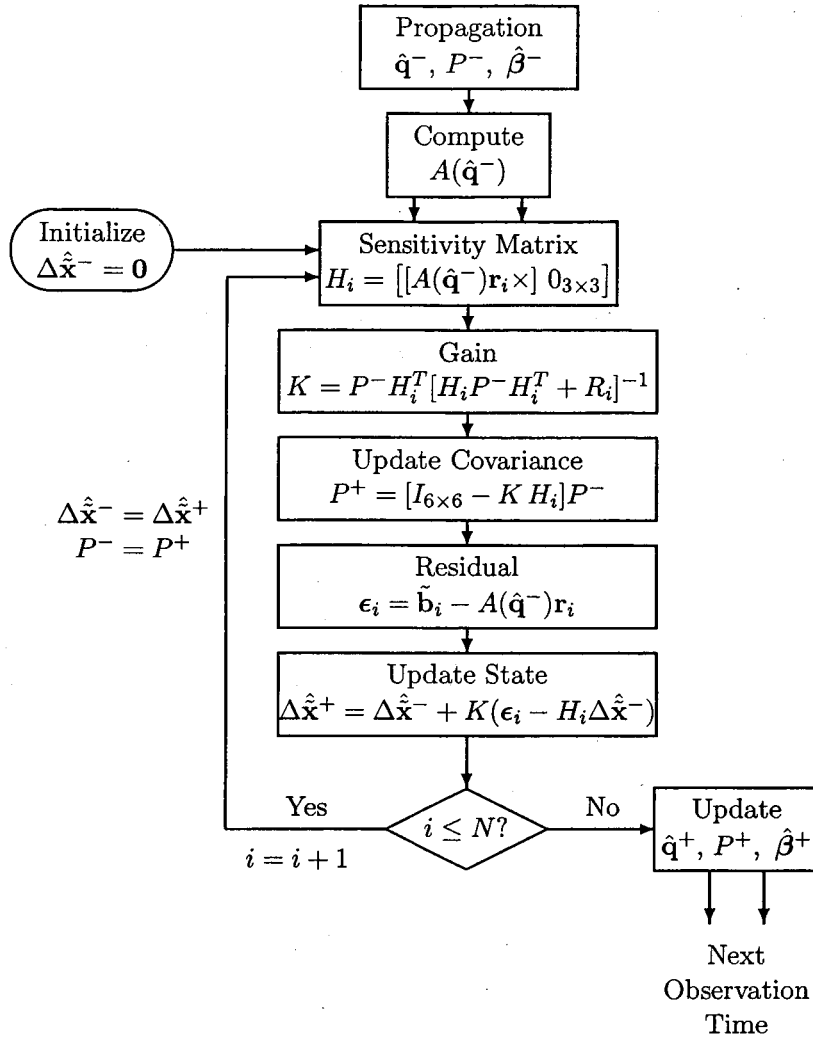 Propagation
q̂⁻, P⁻, β̂⁻
Compute
A(q̂⁻)
Initialize
Δx̃̂⁻ = 0
Sensitivity Matrix
Hᵢ = [[A(q̂⁻)rᵢ×] 0₃ₓ₃]
Gain
K = P⁻Hᵢᵀ[HᵢP⁻Hᵢᵀ + Rᵢ]⁻¹
Update Covariance
P⁺ = [I₆ₓ₆ − K Hᵢ]P⁻
Δx̃̂⁻ = Δx̃̂⁺
P⁻ = P⁺
Residual
ϵᵢ = b̃ᵢ − A(q̂⁻)rᵢ
Update State
Δx̃̂⁺ = Δx̃̂⁻ + K(ϵᵢ − HᵢΔx̃̂⁻)
Yes
i = i + 1
i ≤ N?
No
Update
q̂⁺, P⁺, β̂⁺
Next
Observation
Time